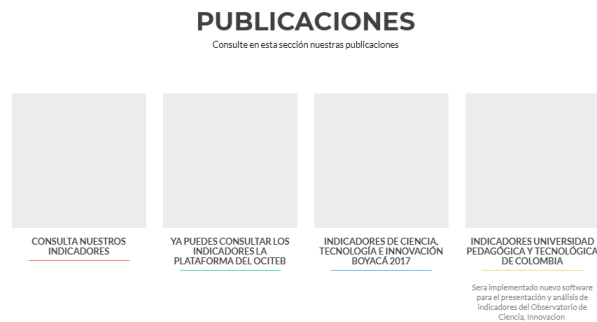 PUBLICACIONES
Consulte en esta sección nuestras publicaciones
CONSULTA NUESTROS
INDICADORES
YA PUEDES CONSULTAR LOS
INDICADORES LA
PLATAFORMA DEL OCITEB
INDICADORES DE CIENCIA,
TECNOLOGÍA E INNOVACIÓN
BOYACÁ 2017
INDICADORES UNIVERSIDAD
PEDAGÓGICA Y TECNOLÓGICA
DE COLOMBIA
Sera implementado nuevo software
para el presentación y análisis de
indicadores del Observatorio de
Ciencia, Innovacion